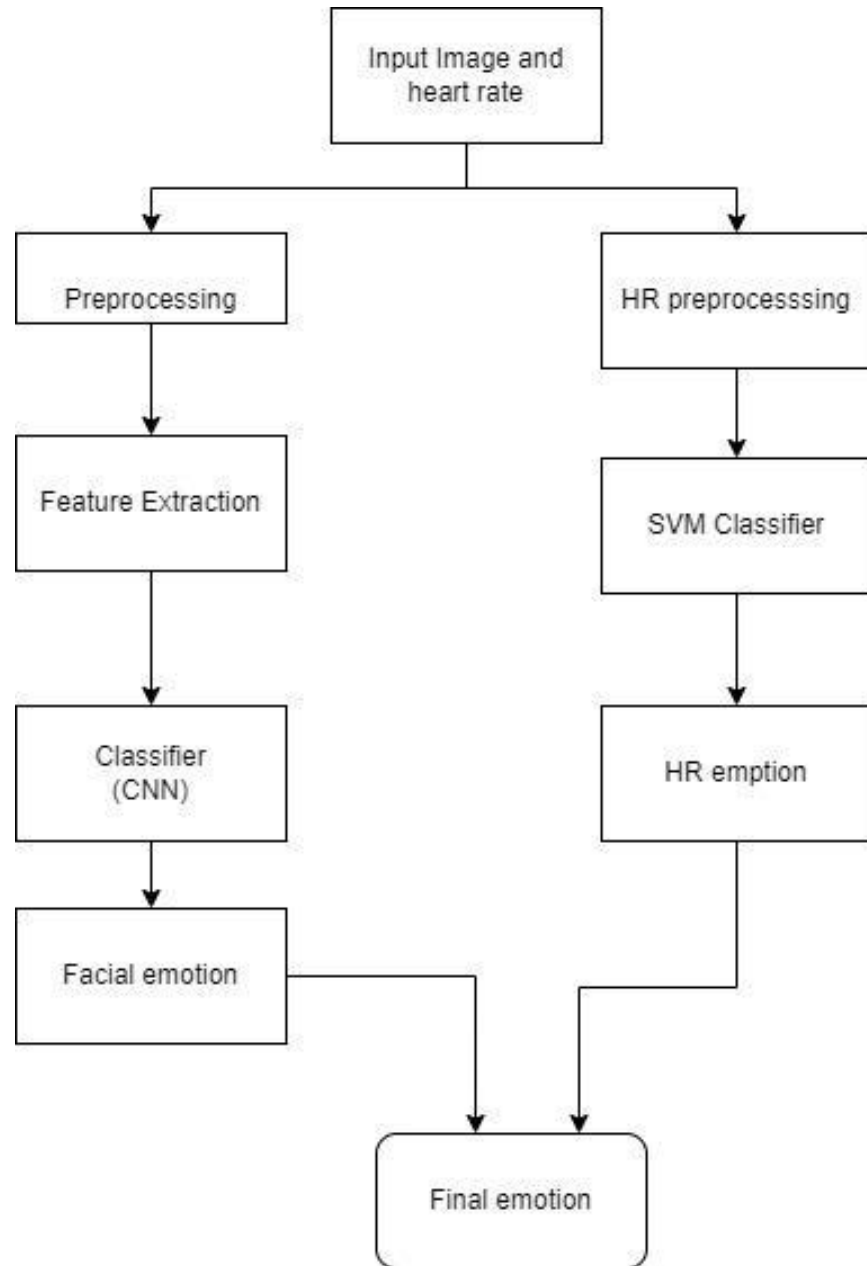 Input Image and
heart rate
Preprocessing
HR preprocesssing
Feature Extraction
SVM Classifier
Classifier
(CNN)
HR emption
Facial emotion
Final emotion